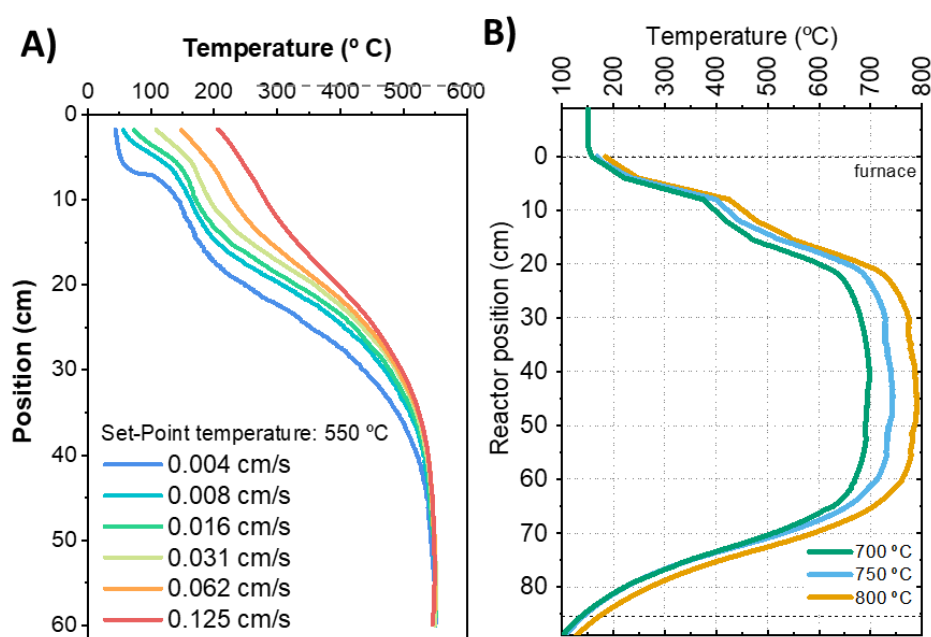 A)
Temperature (º C)
0 100 200 300 400 500 600
0
10
20
30
40
50
60
Position (cm)
Set-Point temperature: 550 ºC
0.004 cm/s
0.008 cm/s
0.016 cm/s
0.031 cm/s
0.062 cm/s
0.125 cm/s
B)
Temperature (ºC)
100 200 300 400 500 600 700 800
0
10
20
30
40
50
60
70
80
Reactor position (cm)
furnace
700 ºC
750 ºC
800 ºC